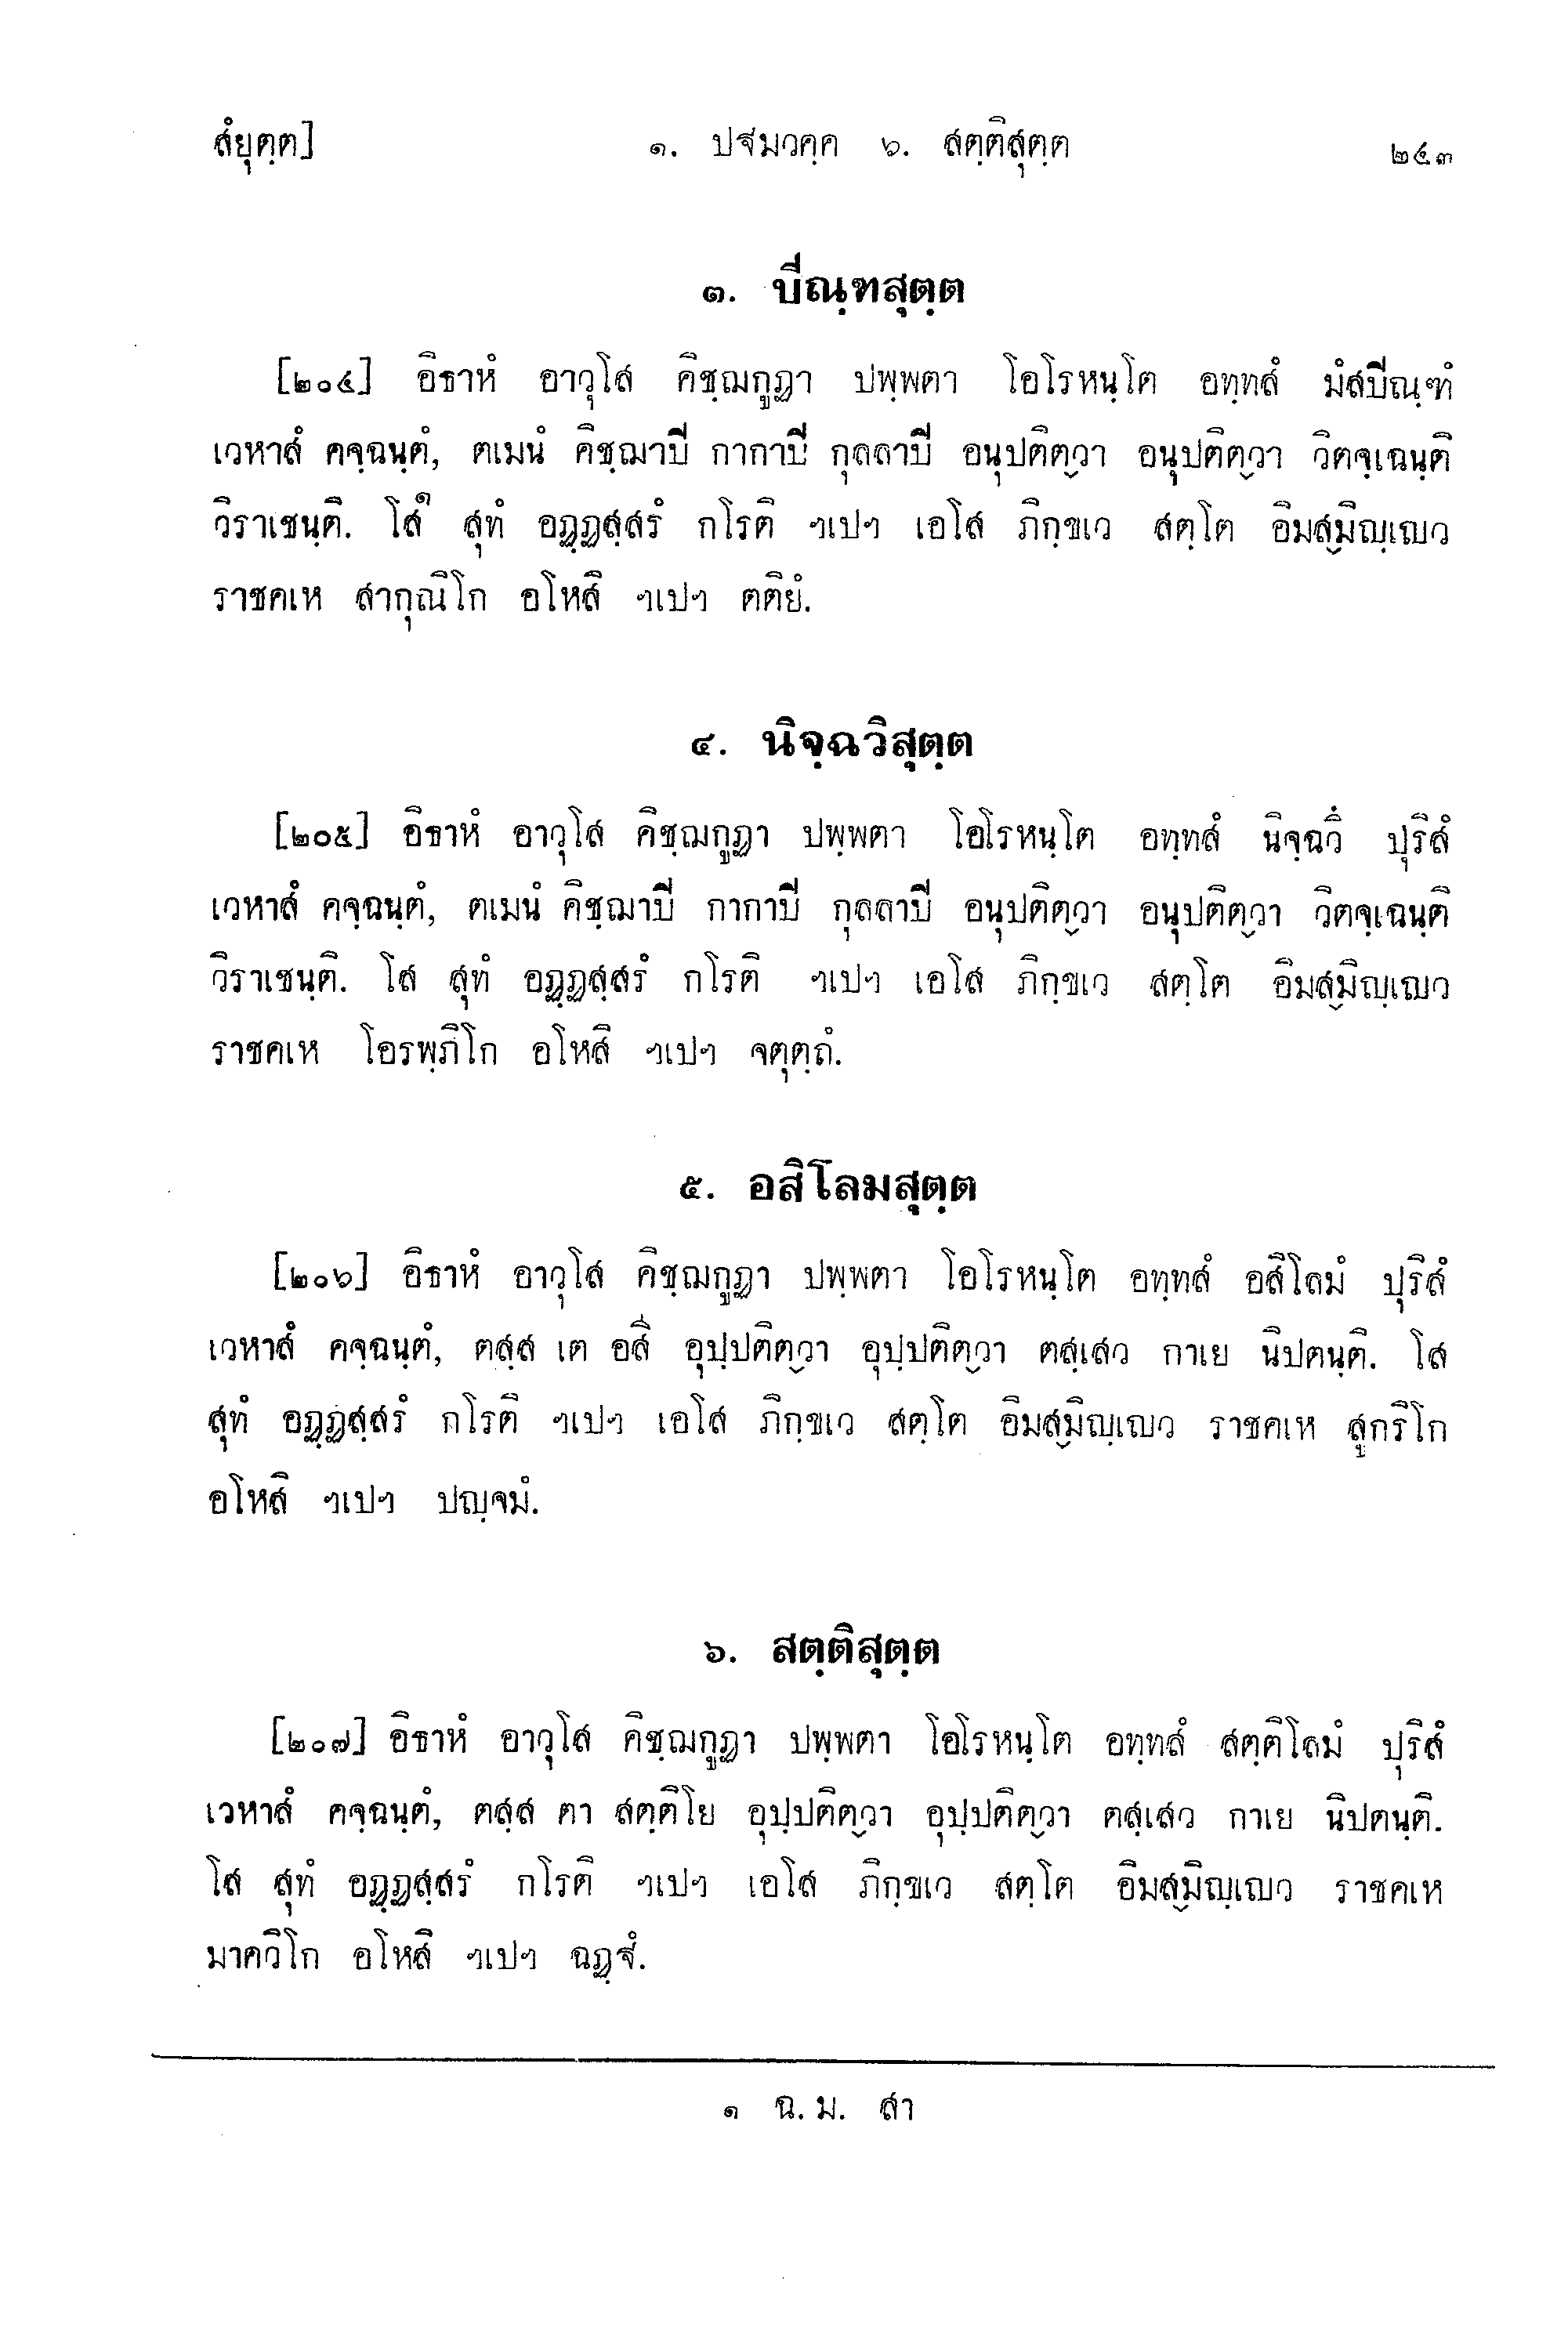 สํยุตฺต] ๑. ปฐมวคฺค ๖. สตฺติสุตฺต ๒๔๓
๓. ปิณฺฑสุตฺต
[๒๐๔] อิธาหํ อาวุโส คิชฺฌกูฏา ปพฺพตา โอโรหนฺโต อทฺทสํ มํสปิณฺฑํ
เวหาสํ คจฺฉนฺตํ, ตเมนํ คิชฺฌาปิ กากาปิ กุลลาปิ อนุปติตฺวา อนุปติตฺวา วิตจฺเฉนฺติ
วิราเชนฺติ. โส๑ สุทํ อฏฺฏสฺสรํ กโรติ ฯเปฯ เอโส ภิกฺขเว สตฺโต อิมสฺมิญฺเญว
ราชคเห สากุณิโก อโหสิ ฯเปฯ ตติยํ.
๔. นิจฺฉวิสุตฺต
[๒๐๕] อิธาหํ อาวุโส คิชฺฌกูฏา ปพฺพตา โอโรหนฺโต อทฺทสํ นิจฺฉวึ ปุริสํ
เวหาสํ คจฺฉนฺตํ, ตเมนํ คิชฺฌาปิ กากาปิ กุลลาปิ อนุปติตฺวา อนุปติตฺวา วิตจฺเฉนฺติ
วิราเชนฺติ. โส สุทํ อฏฺฏสฺสรํ กโรติ ฯเปฯ เอโส ภิกฺขเว สตฺโต อิมสฺมิญฺเญว
ราชคเห โอรพฺภิโก อโหสิ ฯเปฯ จตุตฺถํ.
๕. อสิโลมสุตฺต
[๒๐๖] อิธาหํ อาวุโส คิชฺฌกูฏา ปพฺพตา โอโรหนฺโต อทฺทสํ อสิโลมํ ปุริสํ
เวหาสํ คจฺฉนฺตํ, ตสฺส เต อสี อุปฺปติตฺวา อุปฺปติตฺวา ตสฺเสว กาเย นิปตนฺติ. โส
สุทํ อฏฺฏสฺสรํ กโรติ ฯเปฯ เอโส ภิกฺขเว สตฺโต อิมสฺมิญฺเญว ราชคเห สูกริโก
อโหสิ ฯเปฯ ปญฺจมํ.
๖. สตฺติสุตฺต
[๒๐๗] อิธาหํ อาวุโส คิชฺฌกูฏา ปพฺพตา โอโรหนฺโต อทฺทสํ สตฺติโลมํ ปุริสํ
เวหาสํ คจฺฉนฺตํ, ตสฺส ตา สตฺติโย อุปฺปติตฺวา อุปฺปติตฺวา ตสฺเสว กาเย นิปตนฺติ.
โส สุทํ อฏฺฏสฺสรํ กโรติ ฯเปฯ เอโส ภิกฺขเว สตฺโต อิมสฺมิญฺเญว ราชคเห
มาควิโก อโหสิ ฯเปฯ ฉฏฺฐํ.
๑ ฉ. ม. สา